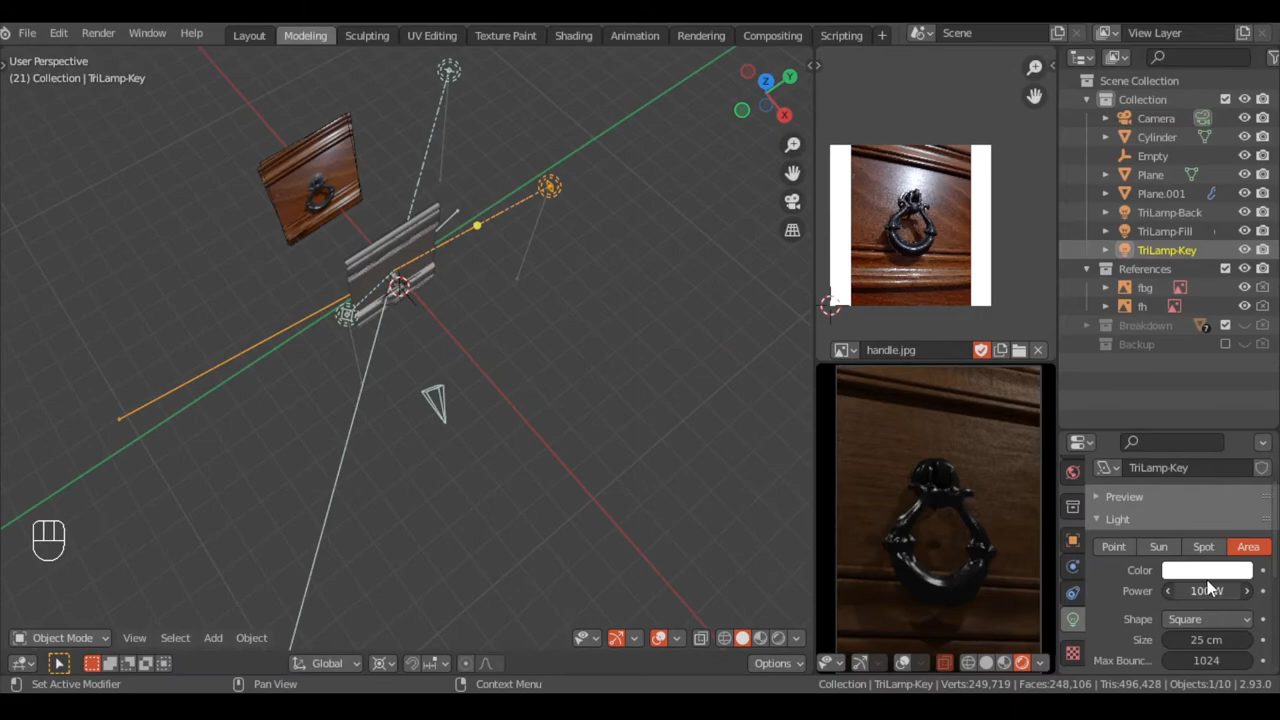 File Edit Render Window Help
Layout Modeling Sculpting UV Editing Texture Paint Shading Animation Rendering Compositing Scripting
Scene
View Layer
User Perspective
(21) Collection | TriLamp-Key
Z
Y
X
Scene Collection
Collection
Camera
Cylinder
Empty
Plane
Plane.001
TriLamp-Back
TriLamp-Fill
TriLamp-Key
References
fbg
fh
Breakdown
7
Backup
handle.jpg
TriLamp-Key
Preview
Light
Point Sun Spot Area
Color
Power 100 W
Shape Square
Size 25 cm
Max Bounc... 1024
Object Mode View Select Add Object
Global
Options
Set Active Modifier
Pan View
Context Menu
Collection | TriLamp-Key | Verts:249,719 | Faces:248,106 | Tris:496,428 | Objects:1/10 | 2.93.0